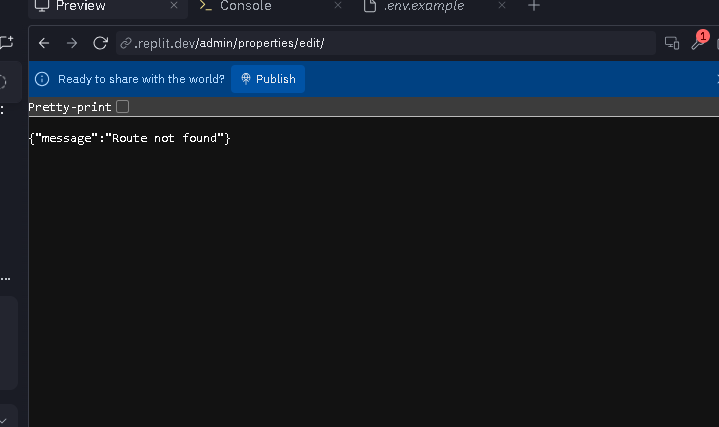 Preview
Console
.env.example
.replit.dev/admin/properties/edit/
1
Ready to share with the world?
Publish
Pretty-print
{"message":"Route not found"}
:
...